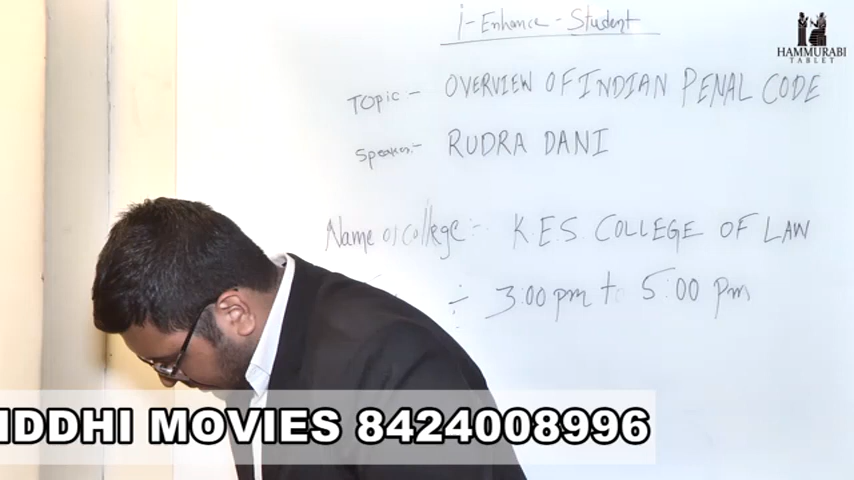 i-Enhance-Student
HAMMURABI
TABLET
Topic - OVERVIEW OF INDIAN PENAL CODE
Speaker:- RUDRA DANI
Name of college:- K.E.S. COLLEGE OF LAW
÷ 3:00 pm to 5:00 pm
IDDHI MOVIES 8424008996